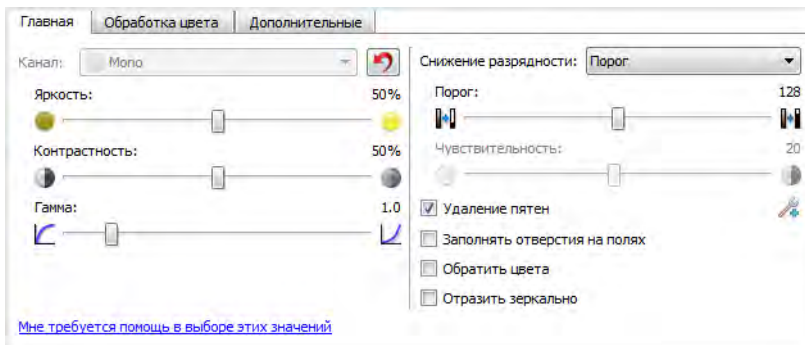 Главная Обработка цвета Дополнительные
Канал: Mono
Яркость: 50%
Контрастность: 50%
Гамма: 1.0
Мне требуется помощь в выборе этих значений
Снижение разрядности: Порог
Порог: 128
Чувствительность: 20
Удаление пятен
Заполнять отверстия на полях
Обратить цвета
Отразить зеркально